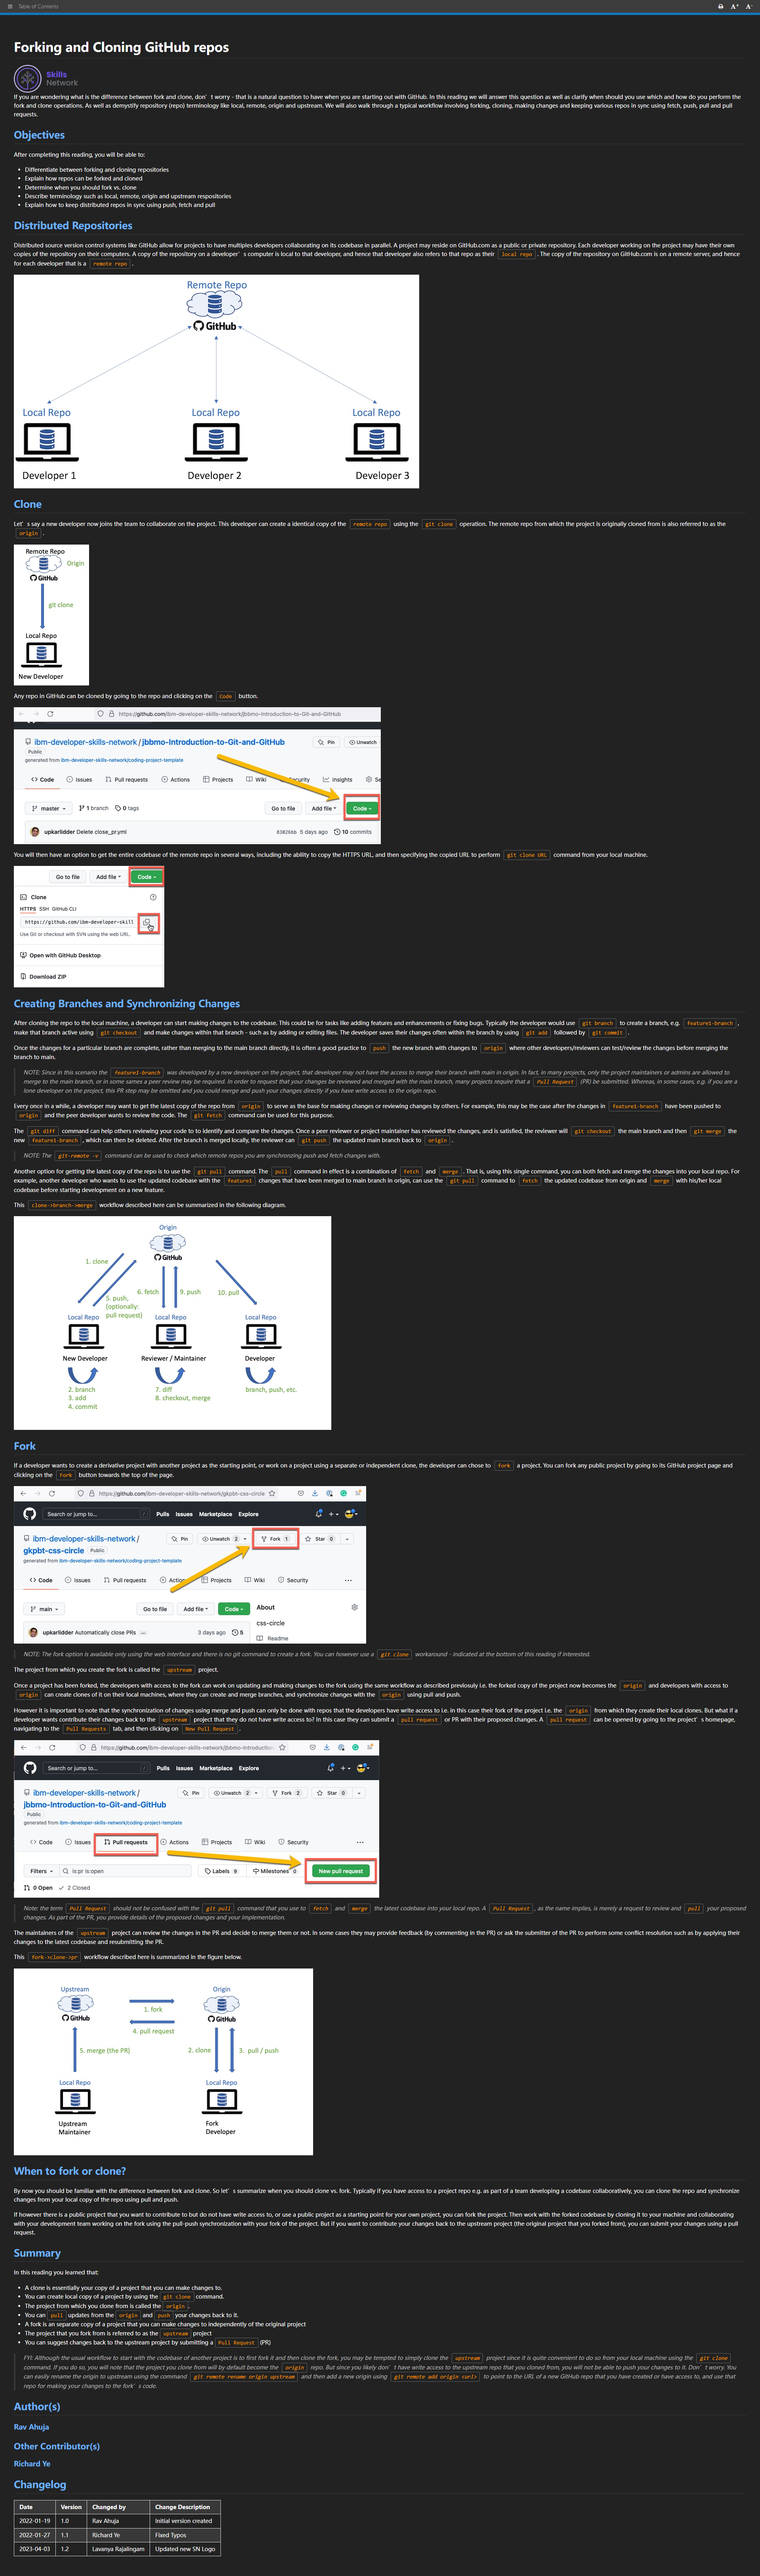 Table of Contents
A+ A-
Forking and Cloning GitHub repos
Skills
Network
If you are wondering what is the difference between fork and clone, don't worry - that is a natural question to have when you are starting out with GitHub. In this reading we will answer this question as well as clarify when should you use which and how do you perform the
fork and clone operations. As well as demystify repository (repo) terminology like local, remote, origin and upstream. We will also walk through a typical workflow involving forking, cloning, making changes and keeping various repos in sync using fetch, push, pull and pull
requests.
Objectives
After completing this reading, you will be able to:
• Differentiate between forking and cloning repositories
• Explain how repos can be forked and cloned
• Determine when you should fork vs. clone
• Describe terminology such as local, remote, origin and upstream respositories
• Explain how to keep distributed repos in sync using push, fetch and pull
Distributed Repositories
Distributed source version control systems like GitHub allow for projects to have multiples developers collaborating on its codebase in parallel. A project may reside on GitHub.com as a public or private repository. Each developer working on the project may have their own
copies of the repository on their computers. A copy of the repository on a developer's computer is local to that developer, and hence that developer also refers to that repo as their local repo . The copy of the repository on GitHub.com is on a remote server, and hence
for each developer that is a remote repo .
Remote Repo
GitHub
Local Repo
Local Repo
Local Repo
Developer 1
Developer 2
Developer 3
Clone
Let's say a new developer now joins the team to collaborate on the project. This developer can create a identical copy of the remote repo using the git clone operation. The remote repo from which the project is originally cloned from is also referred to as the
origin .
Remote Repo
Origin
GitHub
git clone
Local Repo
New Developer
Any repo in GitHub can be cloned by going to the repo and clicking on the Code button.
https://github.com/ibm-developer-skills-network/jbbmo-Introduction-to-Git-and-GitHub
ibm-developer-skills-network/jbbmo-Introduction-to-Git-and-GitHub Pin Unwatch
Public
generated from ibm-developer-skills-network/coding-project-template
Code Issues Pull requests Actions Projects Wiki Security Insights Se
master 1 branch 0 tags Go to file Add file Code
upkarlidder Delete close_pr.yml 83026bb 5 days ago 10 commits
You will then have an option to get the entire codebase of the remote repo in several ways, including the ability to copy the HTTPS URL, and then specifying the copied URL to perform git clone URL command from your local machine.
Go to file Add file Code
Clone
HTTPS SSH GitHub CLI
https://github.com/ibm-developer-skill
Use Git or checkout with SVN using the web URL.
Open with GitHub Desktop
Download ZIP
Creating Branches and Synchronizing Changes
After cloning the repo to the local machine, a developer can start making changes to the codebase. This could be for tasks like adding features and enhancements or fixing bugs. Typically the developer would use git branch to create a branch, e.g. feature1-branch ,
make that branch active using git checkout and make changes within that branch - such as by adding or editing files. The developer saves their changes often within the branch by using git add followed by git commit .
Once the changes for a particular branch are complete, rather than merging to the main branch directly, it is often a good practice to push the new branch with changes to origin where other developers/reviewers can test/review the changes before merging the
branch to main.
NOTE: Since in this scenario the feature1-branch was developed by a new developer on the project, that developer may not have the access to merge their branch with main in origin. In fact, in many projects, only the project maintainers or admins are allowed to
merge to the main branch, or in some sames a peer review may be required. In order to request that your changes be reviewed and merged with the main branch, many projects require that a Pull Request (PR) be submitted. Whereas, in some cases, e.g. if you are a
lone developer on the project, this PR step may be omitted and you could merge and push your changes directly if you have write access to the origin repo.
Every once in a while, a developer may want to get the latest copy of the repo from origin to serve as the base for making changes or reviewing changes by others. For example, this may be the case after the changes in feature1-branch have been pushed to
origin and the peer developer wants to review the code. The git fetch command can be used for this purpose.
The git diff command can help others reviewing your code to to identify and compare the changes. Once a peer reviewer or project maintainer has reviewed the changes, and is satisfied, the reviewer will git checkout the main branch and then git merge the
new feature1-branch , which can then be deleted. After the branch is merged locally, the reviewer can git push the updated main branch back to origin .
NOTE: The git-remote -v command can be used to check which remote repos you are synchronizing push and fetch changes with.
Another option for getting the latest copy of the repo is to use the git pull command. The pull command in effect is a combination of fetch and merge . That is, using this single command, you can both fetch and merge the changes into your local repo. For
example, another developer who wants to use the updated codebase with the feature1 changes that have been merged to main branch in origin, can use the git pull command to fetch the updated codebase from origin and merge with his/her local
codebase before starting development on a new feature.
This clone->branch->merge workflow described here can be summarized in the following diagram.
Origin
GitHub
1. clone
5. push,
(optionally:
pull request)
6. fetch
9. push
10. pull
Local Repo
Local Repo
Local Repo
New Developer
Reviewer / Maintainer
Developer
2. branch
3. add
4. commit
7. diff
8. checkout, merge
branch, push, etc.
Fork
If a developer wants to create a derivative project with another project as the starting point, or work on a project using a separate or independent clone, the developer can chose to Fork a project. You can fork any public project by going to its GitHub project page and
clicking on the Fork button towards the top of the page.
https://github.com/ibm-developer-skills-network/gkpbt-css-circle
Search or jump to... / Pulls Issues Marketplace Explore
ibm-developer-skills-network / Pin Unwatch 2 Fork 1 Star 0
gkpbt-css-circle Public
generated from ibm-developer-skills-network/coding-project-template
Code Issues Pull requests Actions Projects Wiki Security ...
main Go to file Add file Code About
css-circle
upkarlidder Automatically close PRs ... 3 days ago 5 Readme
NOTE: The fork option is available only using the web interface and there is no git command to create a fork. You can however use a git clone workaround - indicated at the bottom of this reading if interested.
The project from which you create the fork is called the upstream project.
Once a project has been forked, the developers with access to the fork can work on updating and making changes to the fork using the same workflow as described previously i.e. the forked copy of the project now becomes the origin and developers with access to
origin can create clones of it on their local machines, where they can create and merge branches, and synchronize changes with the origin using pull and push.
However it is important to note that the synchronization of changes using merge and push can only be done with repos that the developers have write access to i.e. in this case their fork of the project i.e. the origin from which they create their local clones. But what if a
developer wants contribute their changes back to the upstream project that they do not have write access to? In this case they can submit a pull request or PR with their proposed changes. A pull request can be opened by going to the project's homepage,
navigating to the Pull Requests tab, and then clicking on New Pull Request .
https://github.com/ibm-developer-skills-network/jbbmo-Introduction-
Search or jump to... / Pulls Issues Marketplace Explore
ibm-developer-skills-network / Pin Unwatch 2 Fork 2 Star 0
jbbmo-Introduction-to-Git-and-GitHub
Public
generated from ibm-developer-skills-network/coding-project-template
Code Issues Pull requests Actions Projects Wiki Security ...
Filters is:pr is:open Labels 9 Milestones 0 New pull request
0 Open 2 Closed
Note: the term Pull Request should not be confused with the git pull command that you use to fetch and merge the latest codebase into your local repo. A Pull Request , as the name implies, is merely a request to review and pull your proposed
changes. As part of the PR, you provide details of the proposed changes and your implementation.
The maintainers of the upstream project can review the changes in the PR and decide to merge them or not. In some cases they may provide feedback (by commenting in the PR) or ask the submitter of the PR to perform some conflict resolution such as by applying their
changes to the latest codebase and resubmitting the PR.
This fork->clone->pr workflow described here is summarized in the figure below.
Upstream
Origin
GitHub
GitHub
1. fork
4. pull request
5. merge (the PR)
2. clone
3. pull / push
Local Repo
Local Repo
Upstream
Maintainer
Fork
Developer
When to fork or clone?
By now you should be familiar with the difference between fork and clone. So let's summarize when you should clone vs. fork. Typically if you have access to a project repo e.g. as part of a team developing a codebase collaboratively, you can clone the repo and synchronize
changes from your local copy of the repo using pull and push.
If however there is a public project that you want to contribute to but do not have write access to, or use a public project as a starting point for your own project, you can fork the project. Then work with the forked codebase by cloning it to your machine and collaborating
with your development team working on the fork using the pull-push synchronization with your fork of the project. But if you want to contribute your changes back to the upstream project (the original project that you forked from), you can submit your changes using a pull
request.
Summary
In this reading you learned that:
• A clone is essentially your copy of a project that you can make changes to.
• You can create local copy of a project by using the git clone command.
• The project from which you clone from is called the origin .
• You can pull updates from the origin and push your changes back to it.
• A fork is an separate copy of a project that you can make changes to independently of the original project
• The project that you fork from is referred to as the upstream project
• You can suggest changes back to the upstream project by submitting a Pull Request (PR)
FYI: Although the usual workflow to start with the codebase of another project is to first fork it and then clone the fork, you may be tempted to simply clone the upstream project since it is quite convenient to do so from your local machine using the git clone
command. If you do so, you will note that the project you clone from will by default become the origin repo. But since you likely don't have write access to the upstream repo that you cloned from, you will not be able to push your changes to it. Don't worry. You can
easily rename the origin to upstream using the command git remote rename origin upstream and then add a new origin using git remote add origin <url> to point to the URL of a new GitHub repo that you have created or have access to, and use that
repo for making your changes to the fork's code.
Author(s)
Rav Ahuja
Other Contributor(s)
Richard Ye
Changelog
Date Version Changed by Change Description
2022-01-19 1.0 Rav Ahuja Initial version created
2022-01-27 1.1 Richard Ye Fixed Typos
2023-04-03 1.2 Lavanya Rajalingam Updated new SN Logo